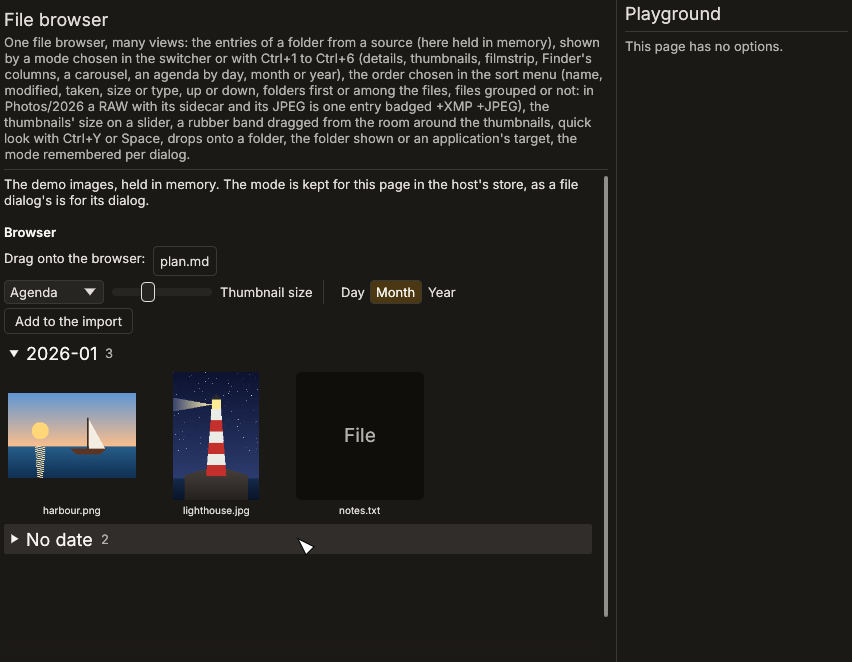 File browser
One file browser, many views: the entries of a folder from a source (here held in memory), shown
by a mode chosen in the switcher or with Ctrl+1 to Ctrl+6 (details, thumbnails, filmstrip, Finder's
columns, a carousel, an agenda by day, month or year), the order chosen in the sort menu (name,
modified, taken, size or type, up or down, folders first or among the files, files grouped or not: in
Photos/2026 a RAW with its sidecar and its JPEG is one entry badged +XMP +JPEG), the
thumbnails' size on a slider, a rubber band dragged from the room around the thumbnails, quick
look with Ctrl+Y or Space, drops onto a folder, the folder shown or an application's target, the
mode remembered per dialog.
The demo images, held in memory. The mode is kept for this page in the host's store, as a file
dialog's is for its dialog.
Browser
Drag onto the browser: plan.md
Agenda Thumbnail size Day Month Year
Add to the import
2026-01 3
File
harbour.png lighthouse.jpg notes.txt
No date 2
Playground
This page has no options.